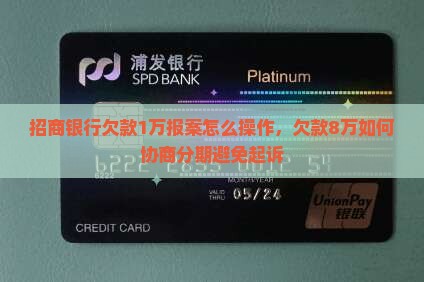 浦发银行
SPD BANK
Platinum
招商银行欠款1万报案怎么操作，欠款8万如何
协商分期避免起诉
MONTH/YEAR
VALID THRU 05/24
CREDIT CARD
UnionPay
银联